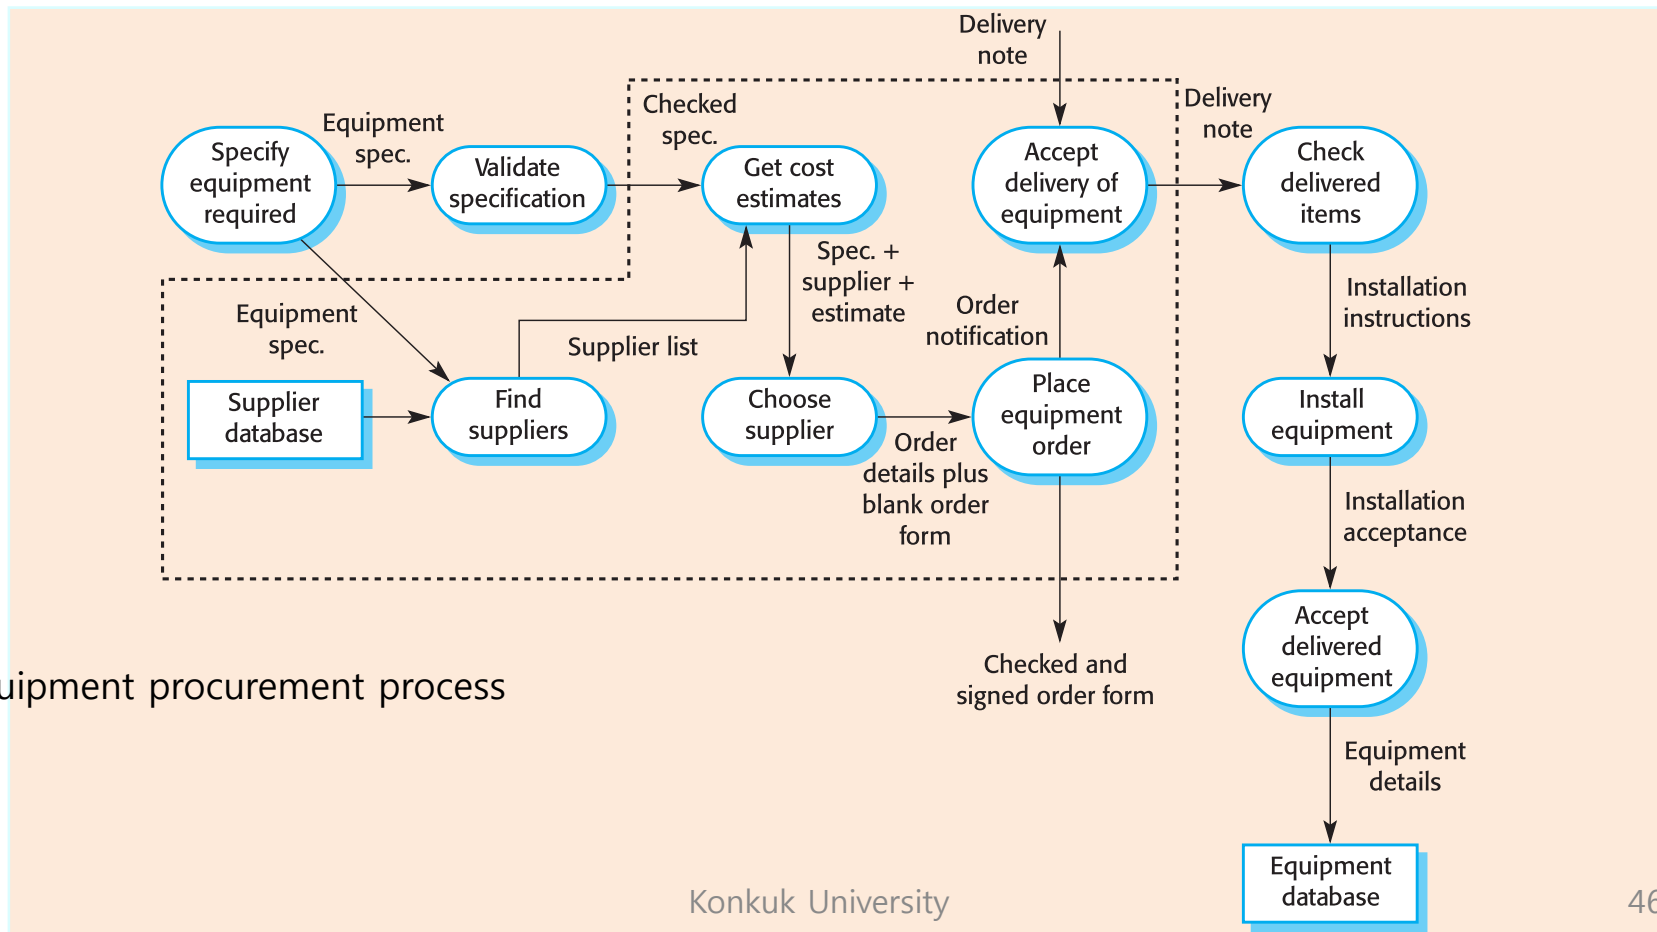 Delivery
note
Equipment
spec.
Checked
spec.
Delivery
note
Specify
equipment
required
Validate
specification
Get cost
estimates
Accept
delivery of
equipment
Check
delivered
items
Equipment
spec.
Supplier list
Spec. +
supplier +
estimate
Order
notification
Installation
instructions
Supplier
database
Find
suppliers
Choose
supplier
Place
equipment
order
Install
equipment
Order
details plus
blank order
form
Installation
acceptance
Checked and
signed order form
Accept
delivered
equipment
uipment procurement process
Equipment
details
Equipment
database
Konkuk University
46